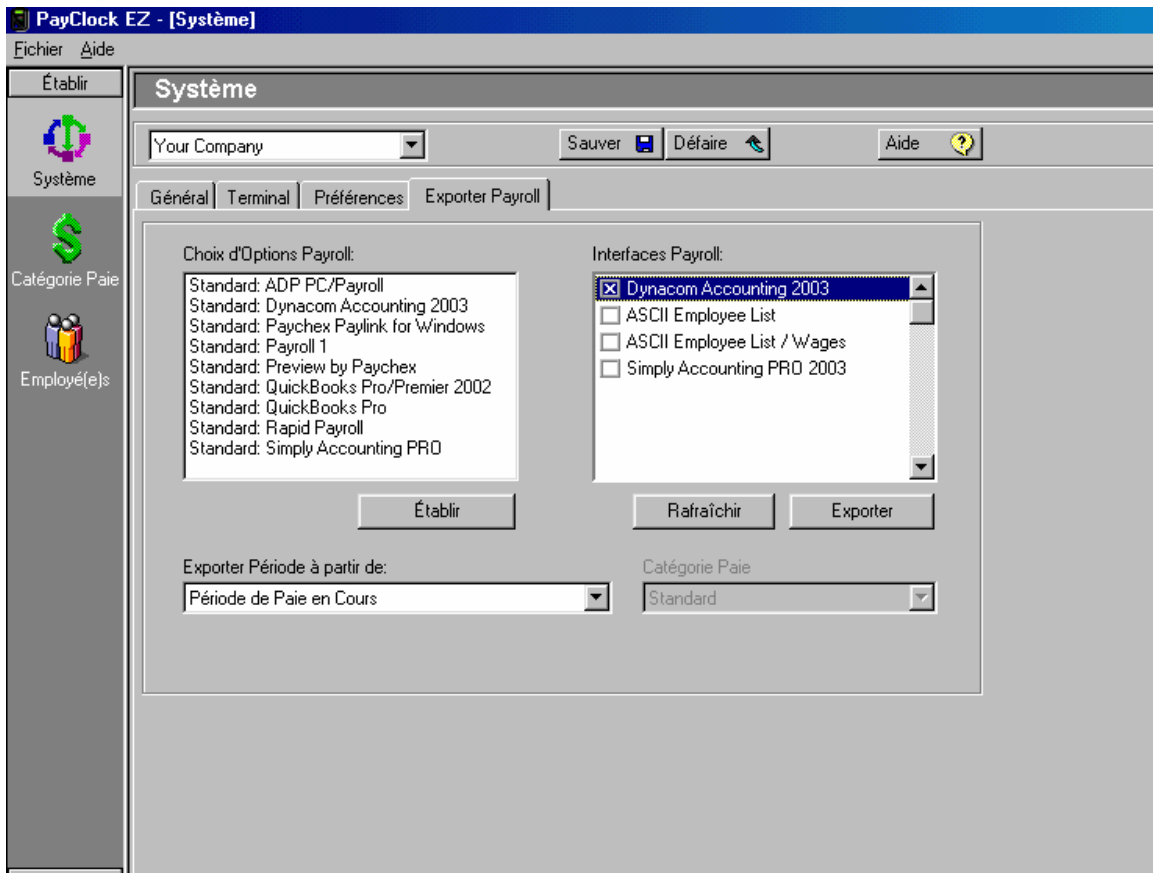 PayClock EZ - [Système]
Fichier Aide
Établir
Système
Système
Catégorie Paie
Employé(e)s
Your Company
Sauver Défaire Aide
Général Terminal Préférences Exporter Payroll
Choix d'Options Payroll:
Standard: ADP PC/Payroll
Standard: Dynacom Accounting 2003
Standard: Paychex Paylink for Windows
Standard: Payroll 1
Standard: Preview by Paychex
Standard: QuickBooks Pro/Premier 2002
Standard: QuickBooks Pro
Standard: Rapid Payroll
Standard: Simply Accounting PRO
Établir
Interfaces Payroll:
Dynacom Accounting 2003
ASCII Employee List
ASCII Employee List / Wages
Simply Accounting PRO 2003
Rafraîchir Exporter
Exporter Période à partir de:
Période de Paie en Cours
Catégorie Paie
Standard